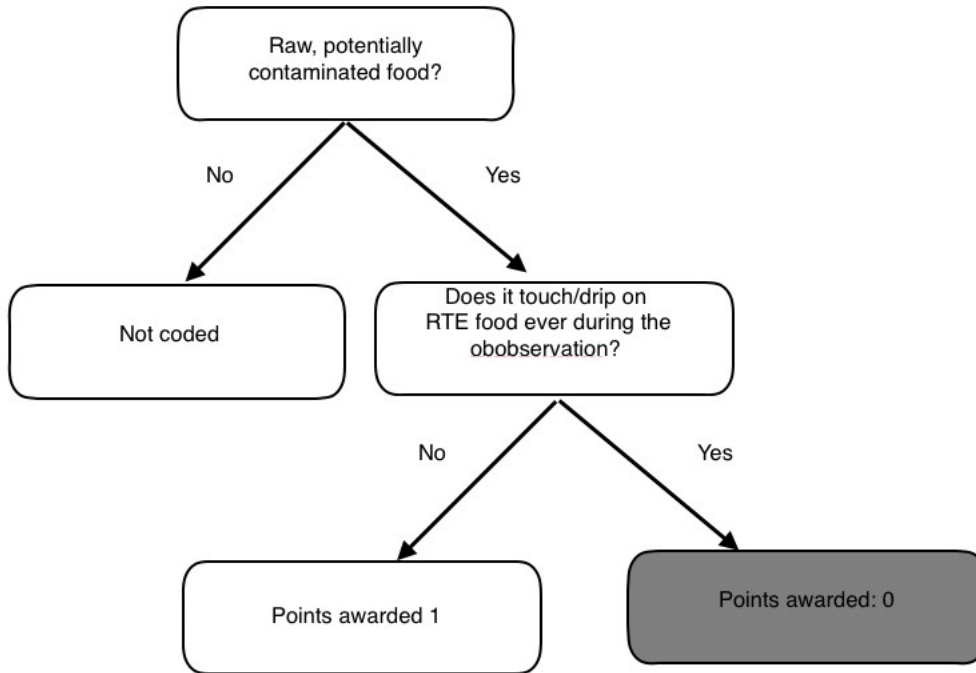 Raw, potentially
contaminated food?
No
Yes
Not coded
Does it touch/drip on
RTE food ever during the
obobservation?
No
Yes
Points awarded 1
Points awarded: 0